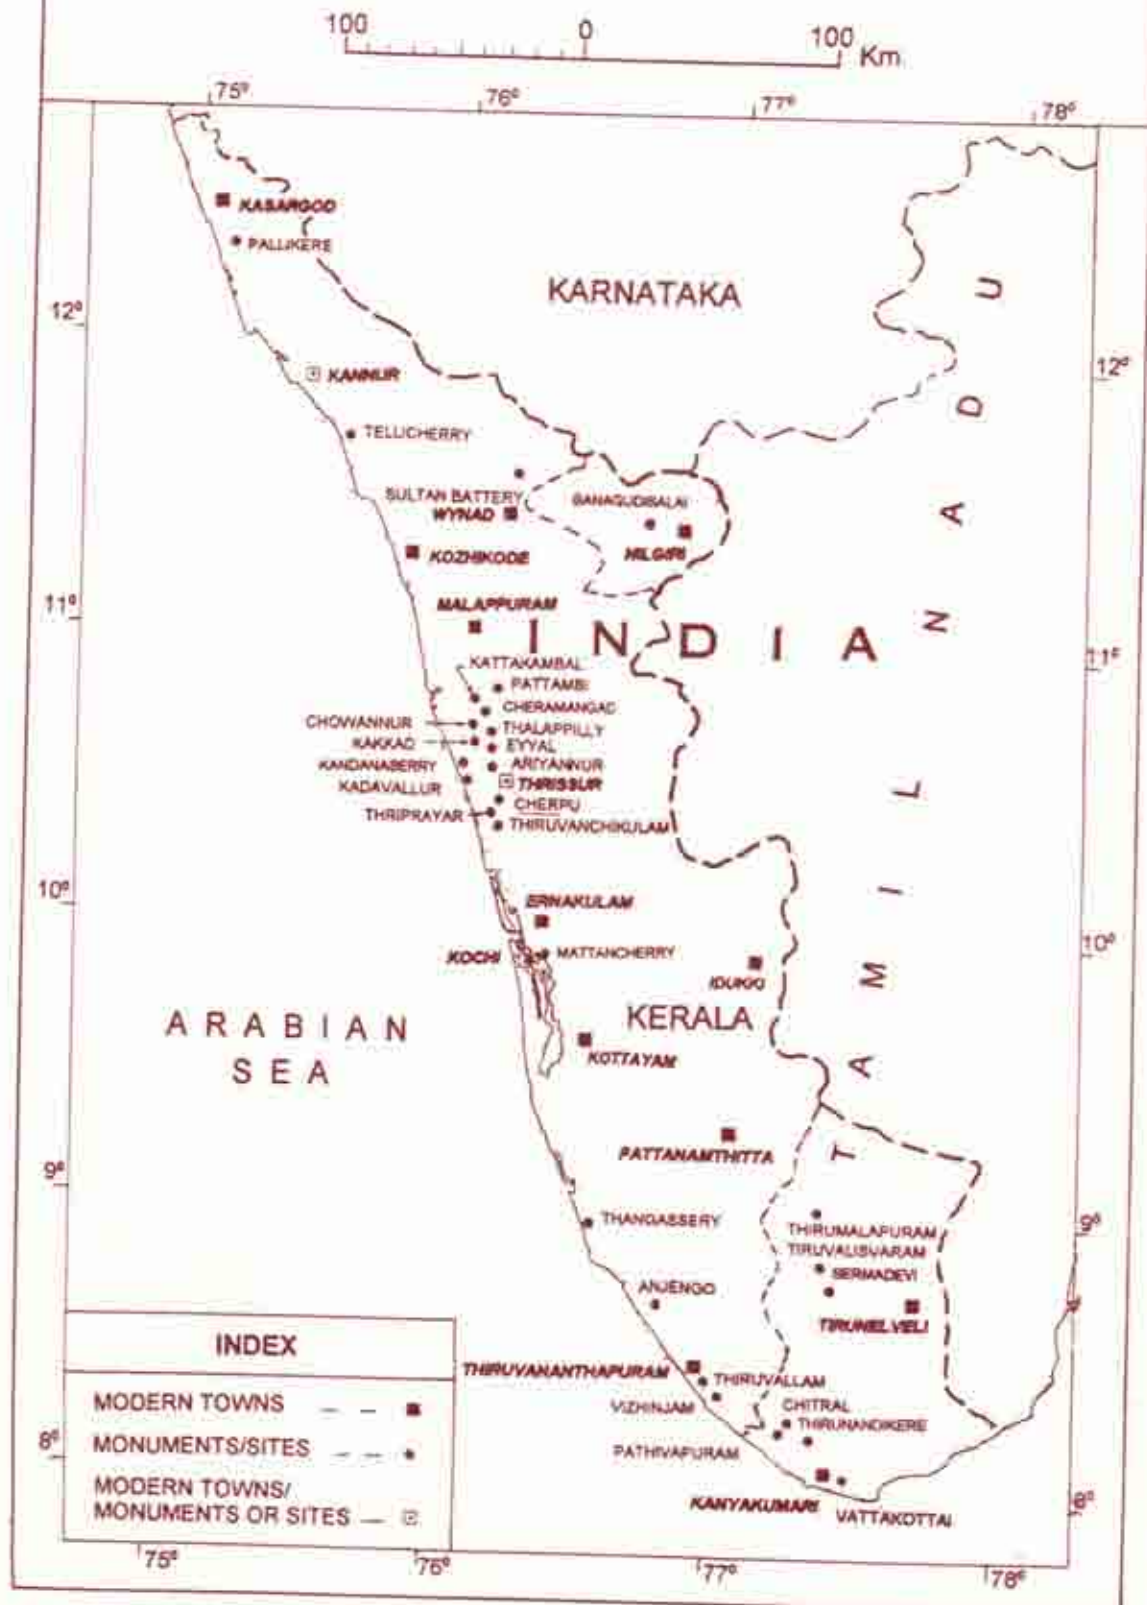 100 0 100 Km
75° 76° 77° 78°
KASARGOD
PALLIKERE
KARNATAKA
12°
KANNUR
12°
TELLICHERRY
SULTAN BATTERY
WYNAD
BANAGUDISALAI
NILGIRI
KOZHIKODE
11°
MALAPPURAM
INDIA
11°
KATTAKAMBAL
PATTAMBI
CHERAMANGAD
CHOWANNUR
THALAPPILLY
KAKKAD
EYYAL
KANDANABERRY
ARIYANNUR
KADAVALLUR
THRISSUR
CHERPU
THRIPRAYAR
THIRUVANCHIKULAM
10°
ERNAKULAM
KOCHI
MATTANCHERRY
IDUKKI
10°
ARABIAN
SEA
KERALA
KOTTAYAM
TAMIL NADU
PATTANAMTHITTA
9°
THANGASSERY
THIRUMALAPURAM
9°
TIRUVALISVARAM
SERMADEVI
ANJENGO
TIRUNELVELI
THIRUVANANTHAPURAM
THIRUVALLAM
VIZHINJAM
CHITRAL
THIRUNANDIKERE
PATHIVAPURAM
KANYAKUMARI
VATTAKOTTAI
8°
8°
INDEX
MODERN TOWNS
MONUMENTS/SITES
MODERN TOWNS/
MONUMENTS OR SITES
75° 76° 77° 78°